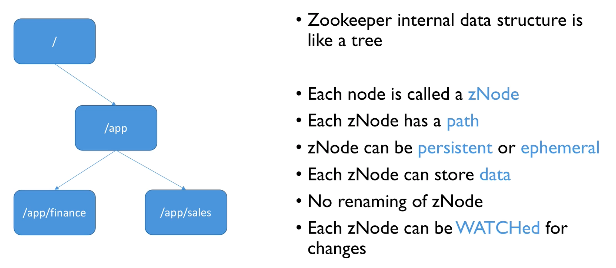 /
/app
/app/finance
/app/sales
• Zookeeper internal data structure is
like a tree
• Each node is called a zNode
• Each zNode has a path
• zNode can be persistent or ephemeral
• Each zNode can store data
• No renaming of zNode
• Each zNode can be WATCHed for
changes